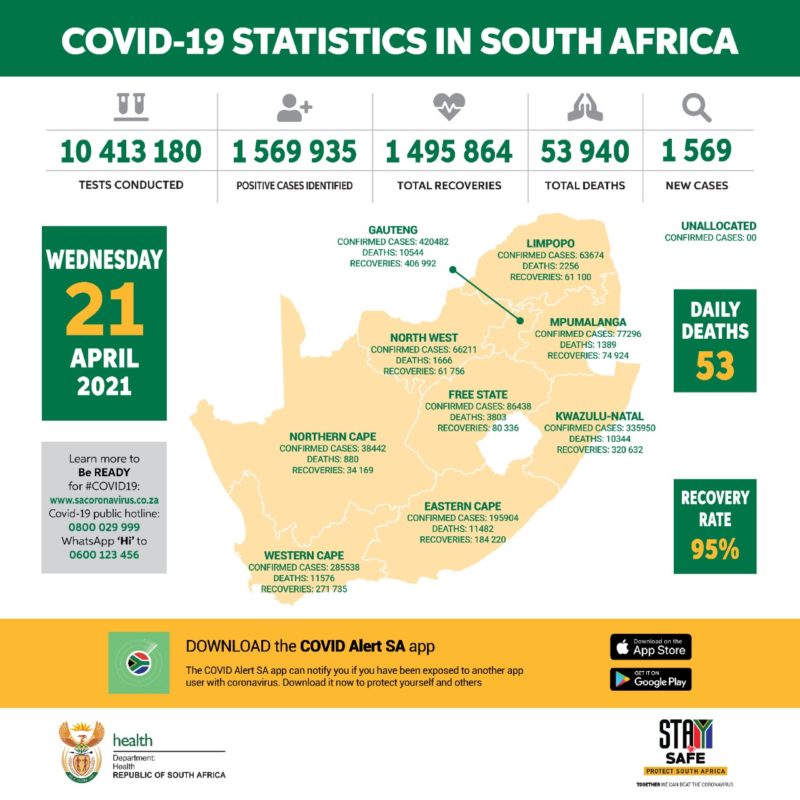 COVID-19 STATISTICS IN SOUTH AFRICA
10 413 180
TESTS CONDUCTED
1 569 935
POSITIVE CASES IDENTIFIED
1 495 864
TOTAL RECOVERIES
53 940
TOTAL DEATHS
1 569
NEW CASES
WEDNESDAY
21
APRIL
2021
GAUTENG
CONFIRMED CASES: 420482
DEATHS: 10544
RECOVERIES: 406 992
LIMPOPO
CONFIRMED CASES: 63674
DEATHS: 2256
RECOVERIES: 61 100
UNALLOCATED
CONFIRMED CASES: 00
MPUMALANGA
CONFIRMED CASES: 77296
DEATHS: 1389
RECOVERIES: 74 924
NORTH WEST
CONFIRMED CASES: 66211
DEATHS: 1666
RECOVERIES: 61 756
DAILY
DEATHS
53
FREE STATE
CONFIRMED CASES: 86438
DEATHS: 3803
RECOVERIES: 80 336
KWAZULU-NATAL
CONFIRMED CASES: 335950
DEATHS: 10344
RECOVERIES: 320 632
NORTHERN CAPE
CONFIRMED CASES: 38442
DEATHS: 880
RECOVERIES: 34 169
Learn more to
Be READY
for #COVID19:
www.sacoronavirus.co.za
Covid-19 public hotline:
0800 029 999
WhatsApp ‘Hi’ to
0600 123 456
EASTERN CAPE
CONFIRMED CASES: 195904
DEATHS: 11482
RECOVERIES: 184 220
RECOVERY
RATE
95%
WESTERN CAPE
CONFIRMED CASES: 285538
DEATHS: 11576
RECOVERIES: 271 735
DOWNLOAD the COVID Alert SA app
The COVID Alert SA app can notify you if you have been exposed to another app
user with coronavirus. Download it now to protect yourself and others
Download on the
App Store
GET IT ON
Google Play
health
Department:
Health
REPUBLIC OF SOUTH AFRICA
STAY
SAFE
PROTECT SOUTH AFRICA
TOGETHER WE CAN BEAT THE CORONAVIRUS